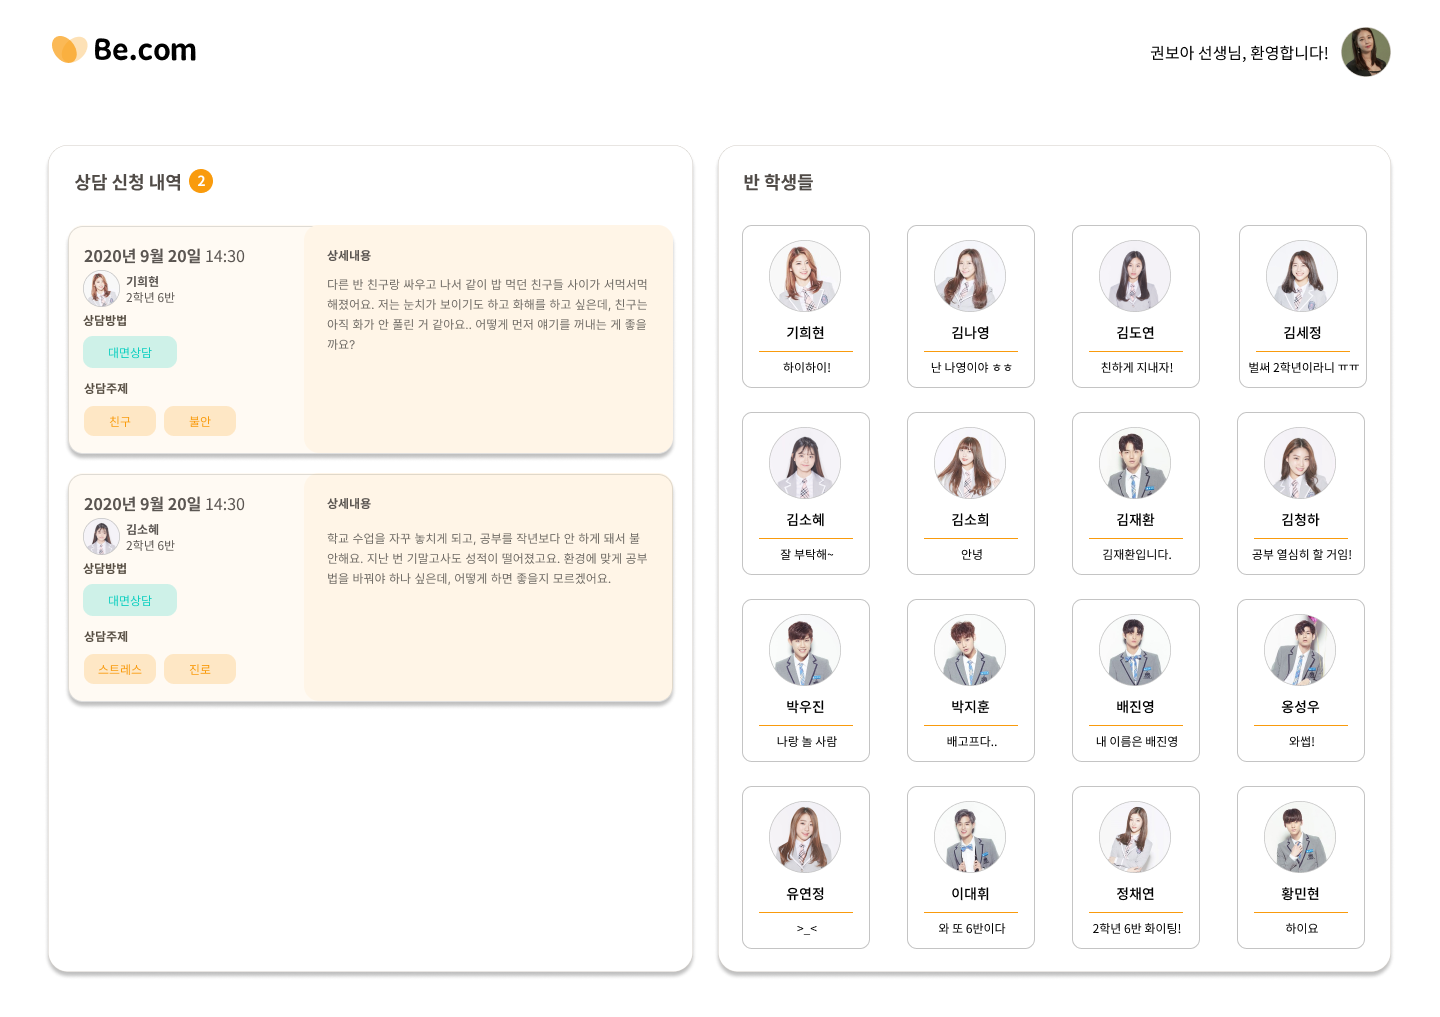 Be.com
권보아 선생님, 환영합니다!
상담 신청 내역 2
2020년 9월 20일 14:30
기희현
2학년 6반
상담방법
대면상담
상담주제
친구 불안
상세내용
다른 반 친구랑 싸우고 나서 같이 밥 먹던 친구들 사이가 서먹서먹
해졌어요. 저는 눈치가 보이기도 하고 화해를 하고 싶은데, 친구는
아직 화가 안 풀린 거 같아요.. 어떻게 먼저 얘기를 꺼내는 게 좋을
까요?
2020년 9월 20일 14:30
김소혜
2학년 6반
상담방법
대면상담
상담주제
스트레스 진로
상세내용
학교 수업을 자꾸 놓치게 되고, 공부를 작년보다 안 하게 돼서 불
안해요. 지난 번 기말고사도 성적이 떨어졌고요. 환경에 맞게 공부
법을 바꿔야 하나 싶은데, 어떻게 하면 좋을지 모르겠어요.
반 학생들
기희현
하이하이!
김나영
난 나영이야 ㅎㅎ
김도연
친하게 지내자!
김세정
벌써 2학년이라니 ㅠㅠ
김소혜
잘 부탁해~
김소희
안녕
김재환
김재환입니다.
김청하
공부 열심히 할 거임!
박우진
나랑 놀 사람
박지훈
배고프다..
배진영
내 이름은 배진영
옹성우
와썹!
유연정
>_<
이대휘
와 또 6반이다
정채연
2학년 6반 화이팅!
황민현
하이요